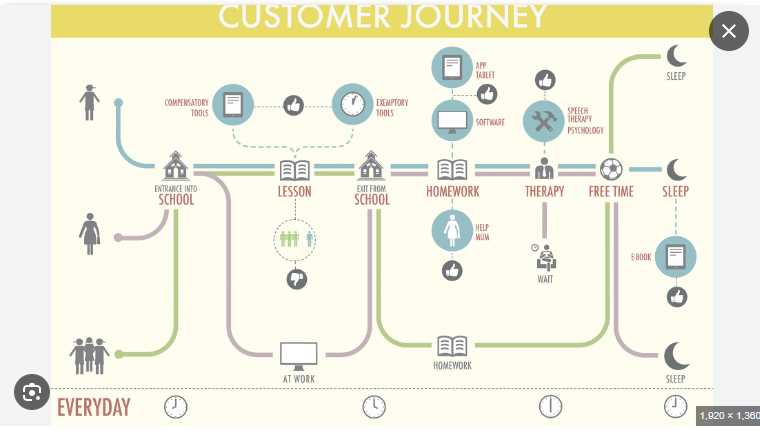 CUSTOMER JOURNEY
APP
TABLET
SLEEP
COMPENSATORY
TOOLS
EXEMPTORY
TOOLS
SOFTWARE
SPEECH
THERAPY
PSYCHOLOGY
ENTRANCE INTO
SCHOOL
LESSON
EXIT FROM
SCHOOL
HOMEWORK
THERAPY
FREE TIME
SLEEP
HELP
MUM
E-BOOK
WAIT
AT WORK
HOMEWORK
SLEEP
EVERYDAY
1,920 × 1,360